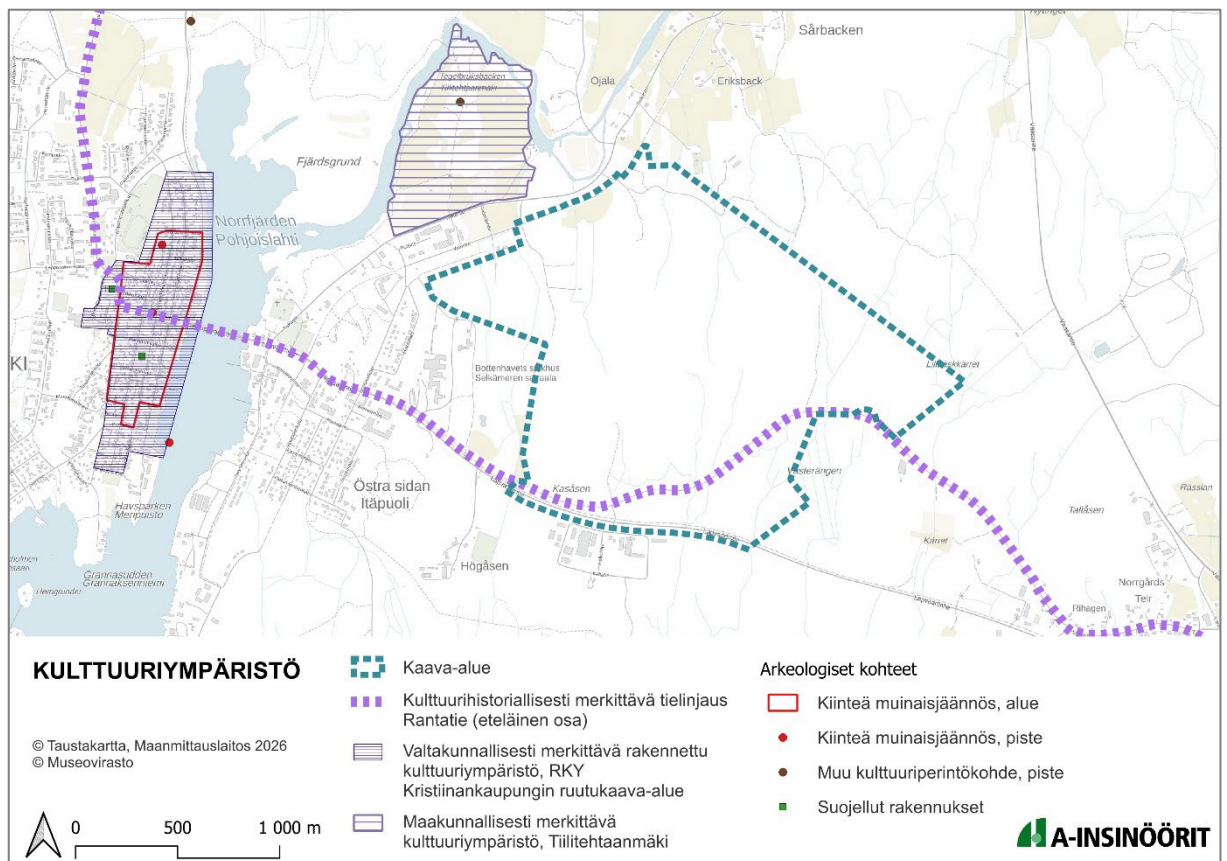 Sårbacken
Tegelbruksbacken
Tiilitehtaanmäki
Ojala
Eriksback
Fjärdsgrund
Norrfjärden
Pohjoislahti
KI
Bottenhavets sjukhus
Selkämeren sairaala
Västerängen
Kasåsen
Östra sidan
Itäpuoli
Högåsen
Havsparken
Meripuisto
Grannasudden
Grannaksenniemi
Rässian
Tallåsen
Kärret
Norrgårds
Teir
Riihagen
KULTTUURIYMPÄRISTÖ
© Taustakartta, Maanmittauslaitos 2026
© Museovirasto
0 500 1 000 m
Kaava-alue
Kulttuurihistoriallisesti merkittävä tielinjaus
Rantatie (eteläinen osa)
Valtakunnallisesti merkittävä rakennettu
kulttuuriympäristö, RKY
Kristiinankaupungin ruutukaava-alue
Maakunnallisesti merkittävä
kulttuuriympäristö, Tiilitehtaanmäki
Arkeologiset kohteet
Kiinteä muinaisjäännös, alue
Kiinteä muinaisjäännös, piste
Muu kulttuuriperintökohde, piste
Suojellut rakennukset
A-INSINÖÖRIT